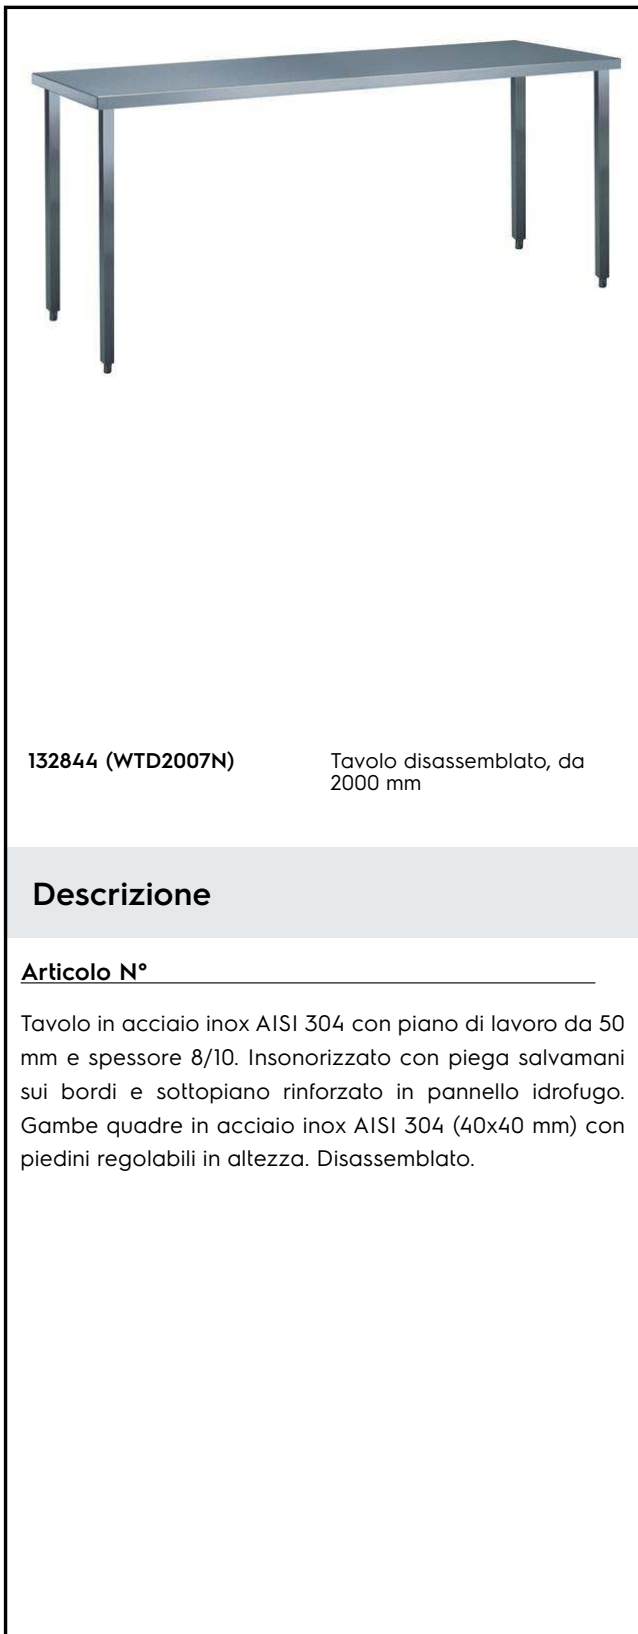 132844 (WTD2007N)
Tavolo disassemblato, da
2000 mm
Descrizione
Articolo N°
Tavolo in acciaio inox AISI 304 con piano di lavoro da 50
mm e spessore 8/10. Insonorizzato con piega salvamani
sui bordi e sottopiano rinforzato in pannello idrofugo.
Gambe quadre in acciaio inox AISI 304 (40x40 mm) con
piedini regolabili in altezza. Disassemblato.